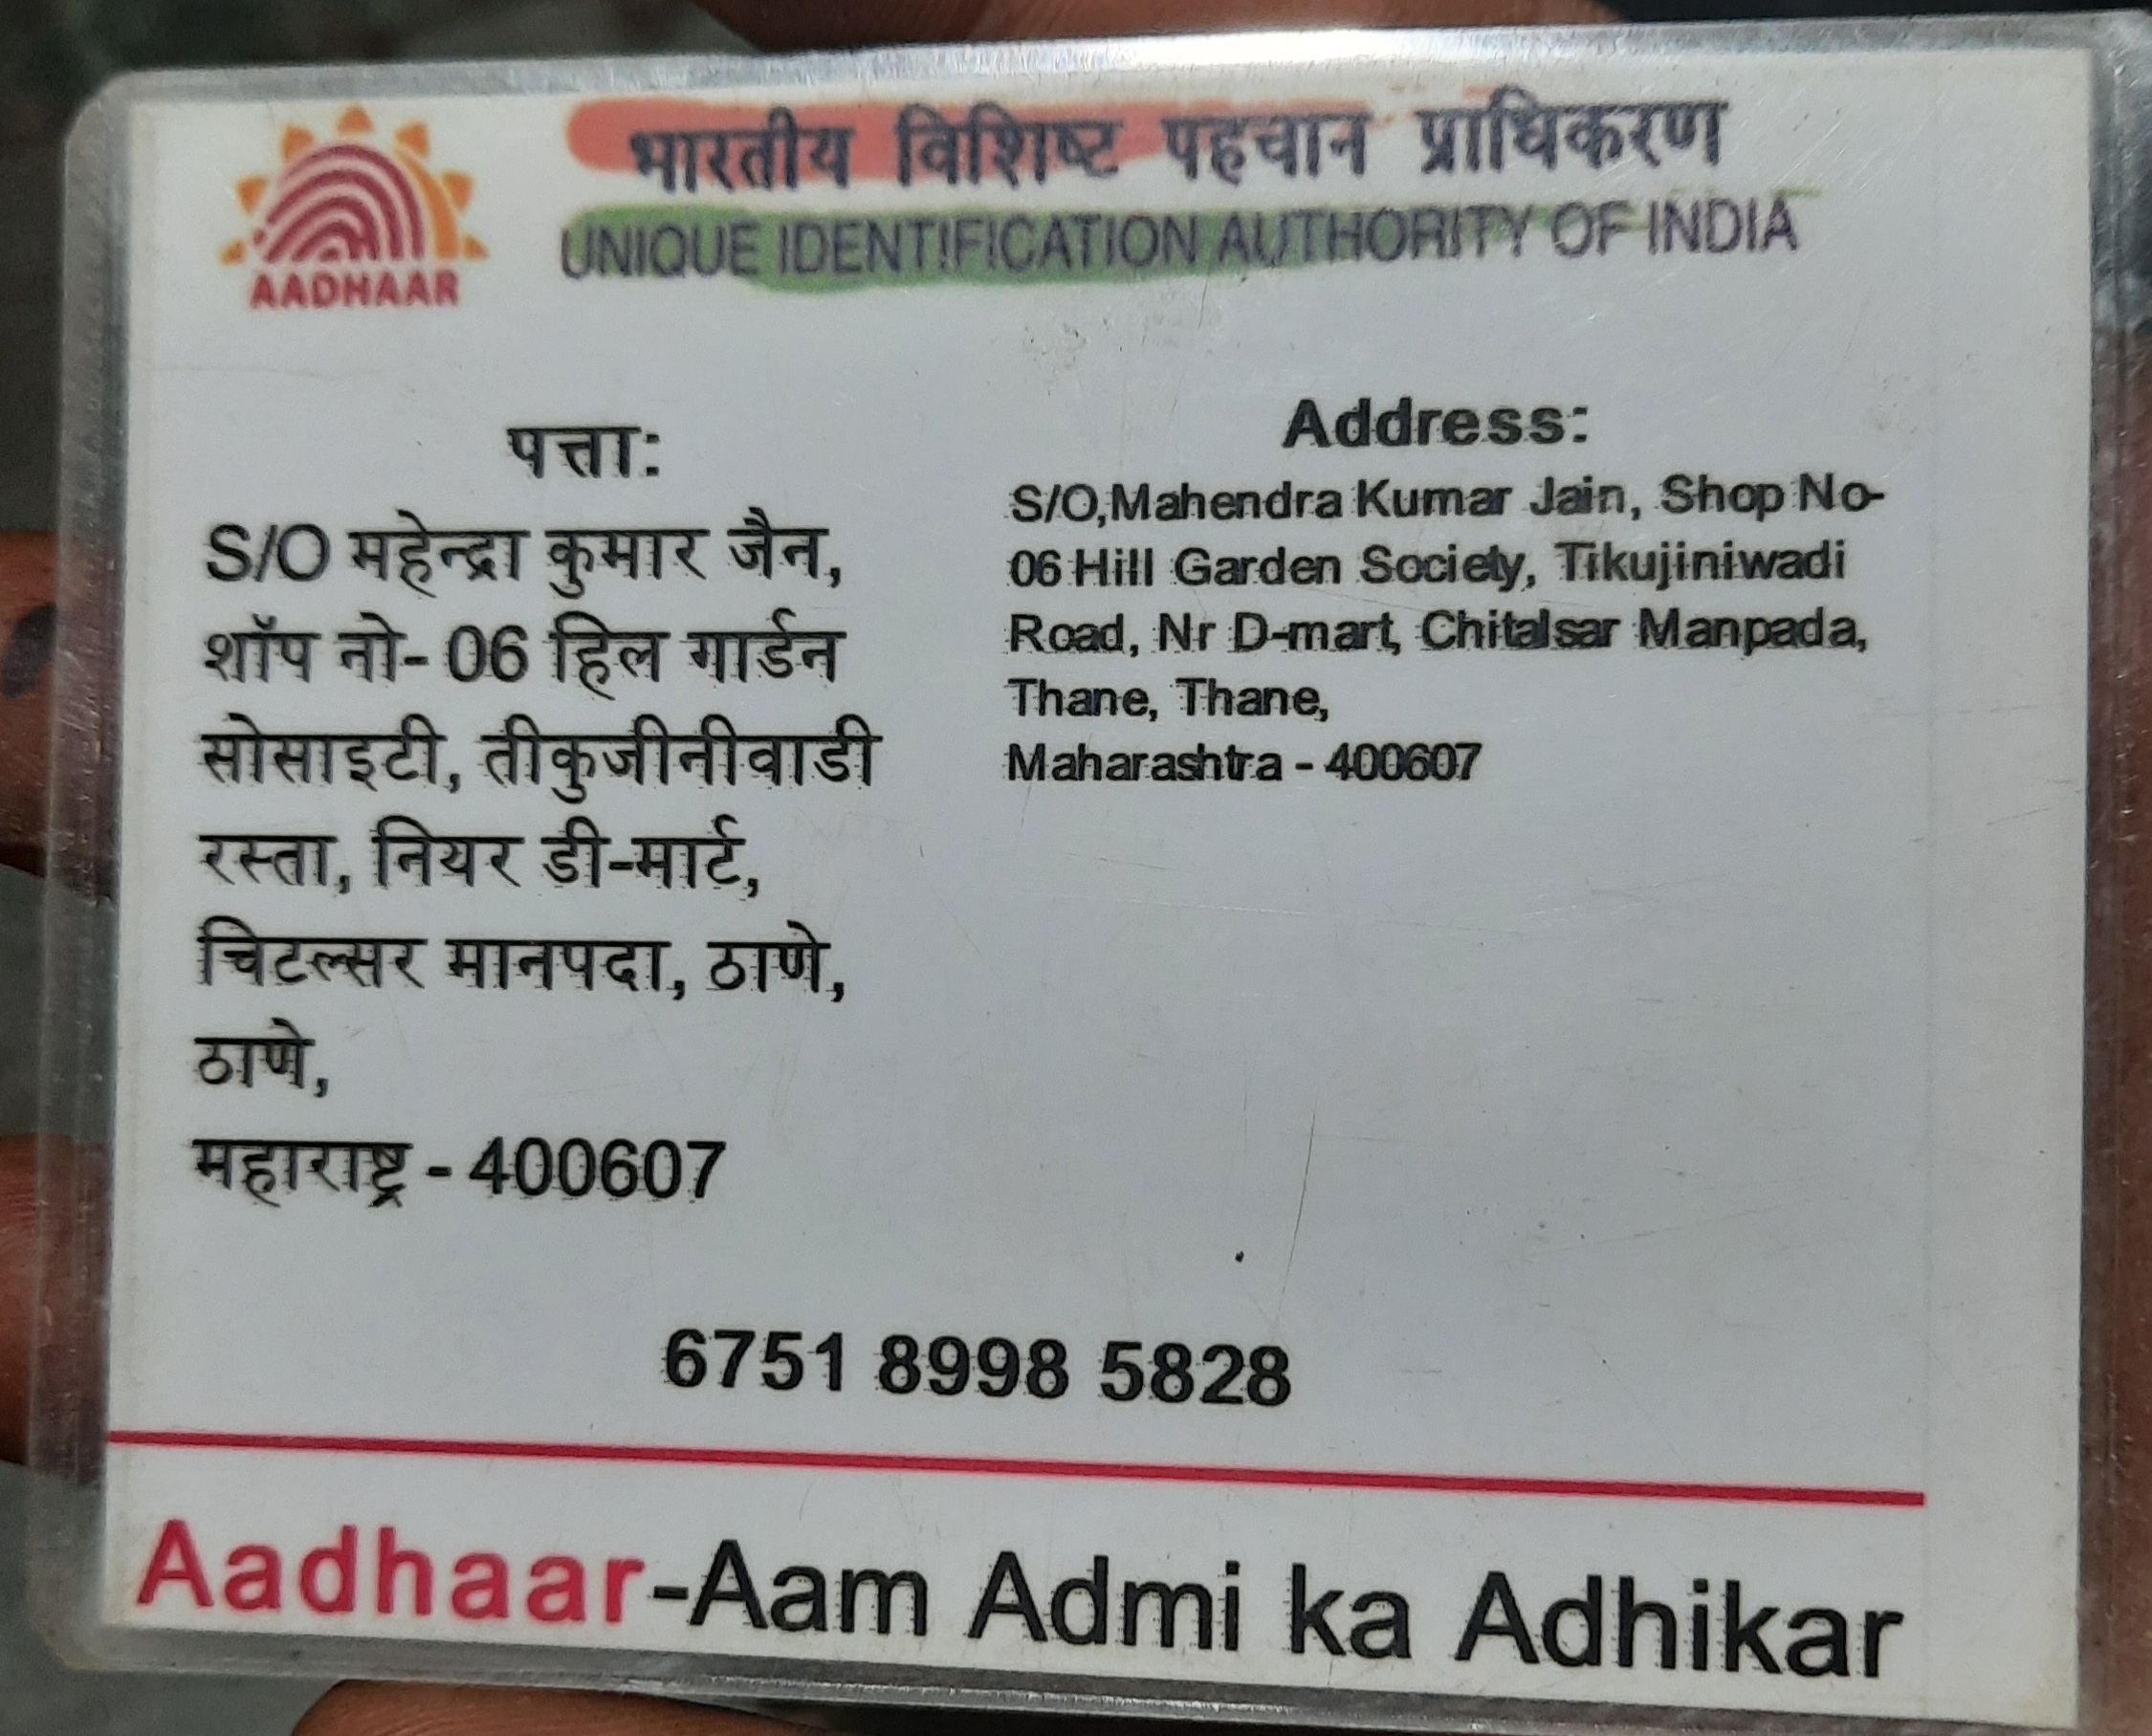 भारतीय विशिष्ट पहचान प्राधिकरण
UNIQUE IDENTIFICATION AUTHORITY OF INDIA
AADHAAR
पत्ता:
S/O महेन्द्रा कुमार जैन,
शॉप नो- 06 हिल गार्डन
सोसाइटी, तीकुजीनीवाडी
रस्ता, नियर डी-मार्ट,
चिटल्सर मानपदा, ठाणे,
ठाणे,
महाराष्ट्र - 400607
Address:
S/O,Mahendra Kumar Jain, Shop No-
06 Hill Garden Society, Tikujiniwadi
Road, Nr D-mart, Chitalsar Manpada,
Thane, Thane,
Maharashtra - 400607
6751 8998 5828
Aadhaar-Aam Admi ka Adhikar